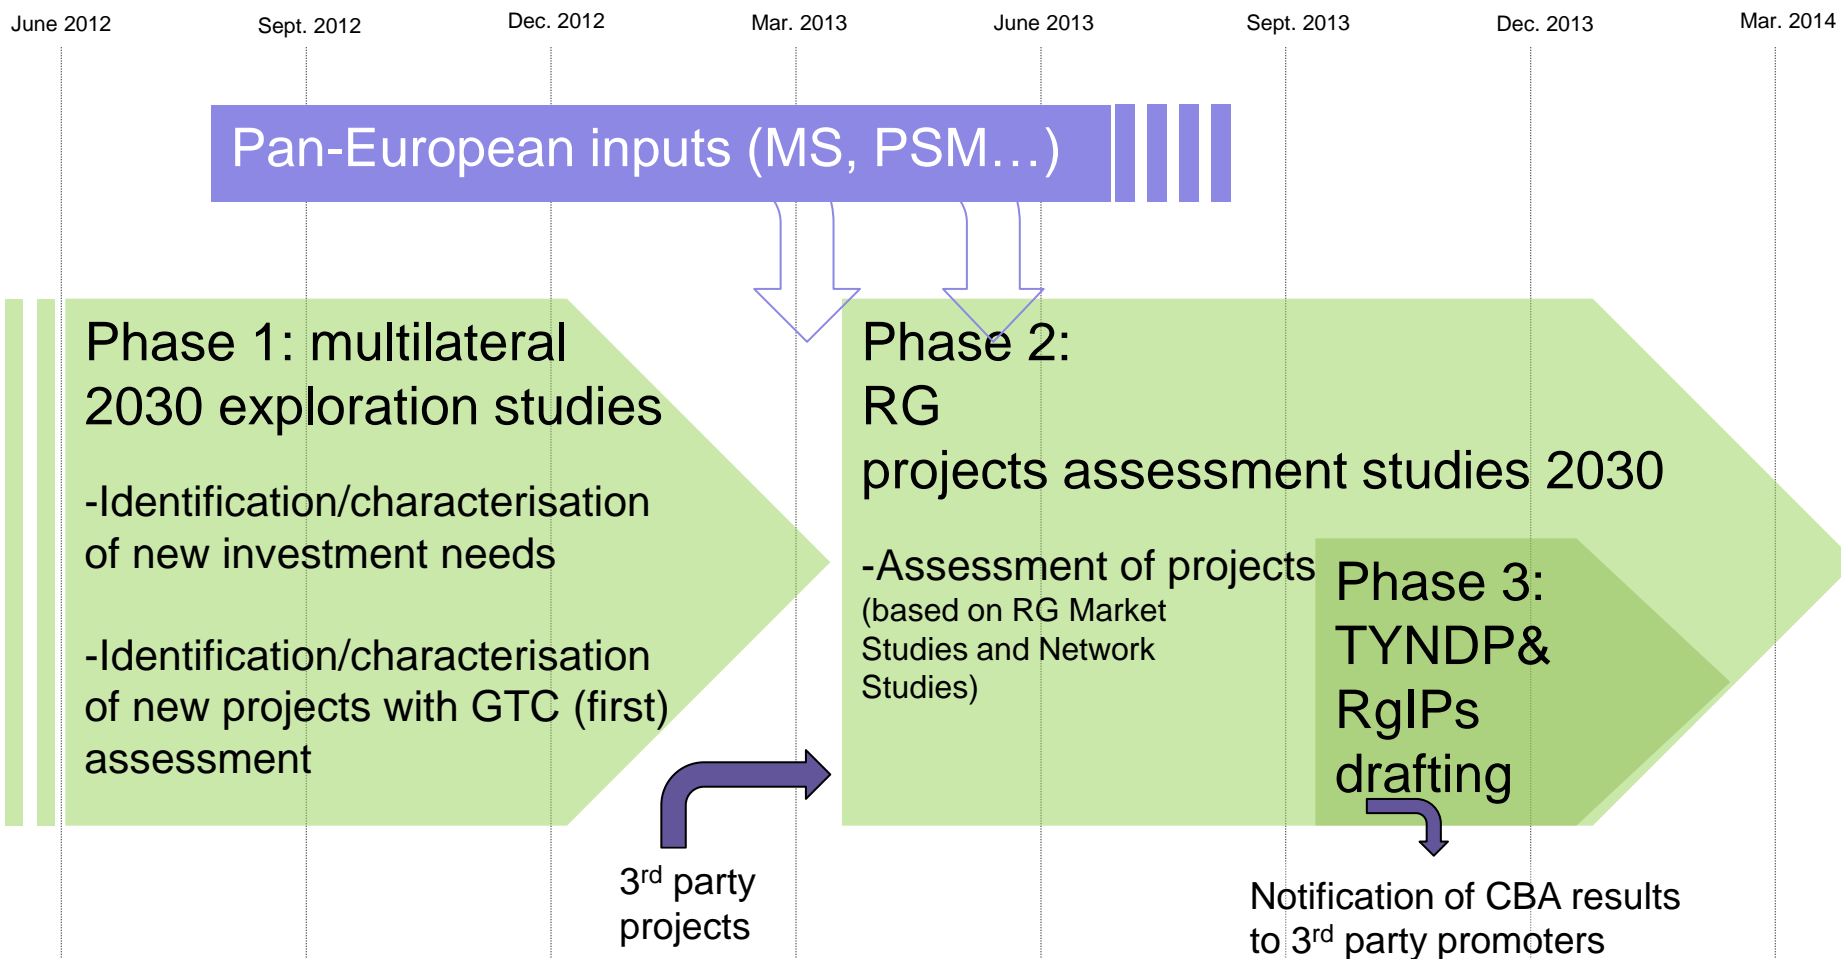 June 2012
Sept. 2012
Dec. 2012
Mar. 2013
June 2013
Sept. 2013
Dec. 2013
Mar. 2014
Pan-European inputs (MS, PSM…)
Phase 1: multilateral
2030 exploration studies
-Identification/characterisation
of new investment needs
-Identification/characterisation
of new projects with GTC (first)
assessment
Phase 2:
RG
projects assessment studies 2030
-Assessment of projects
(based on RG Market
Studies and Network
Studies)
Phase 3:
TYNDP&
RgIPs
drafting
3rd party
projects
Notification of CBA results
to 3rd party promoters